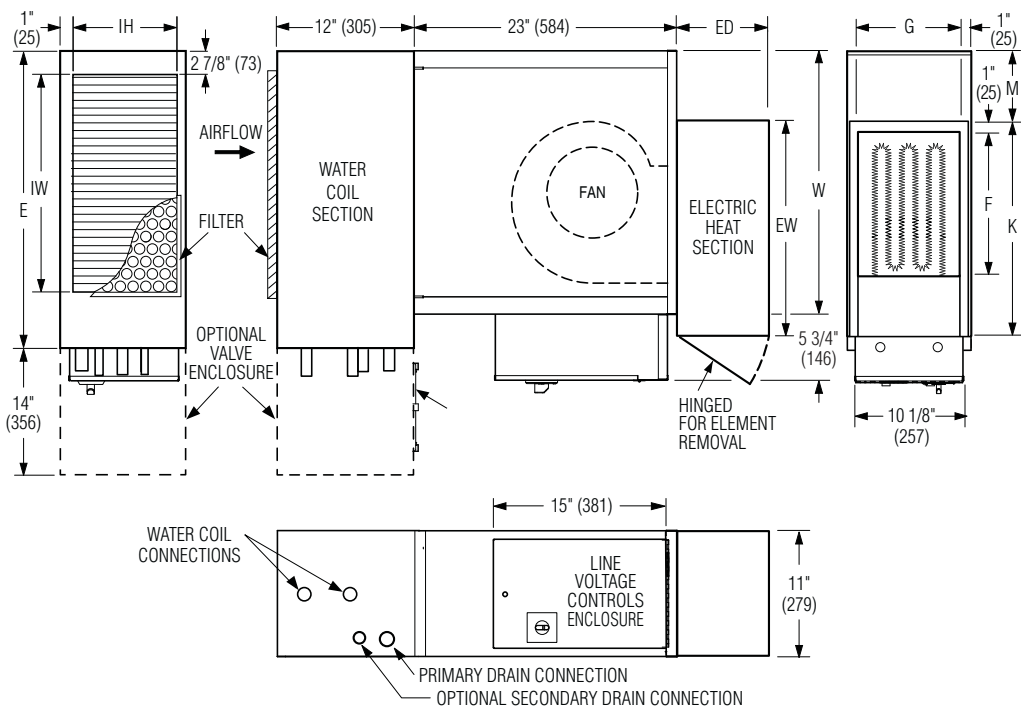 1"
(25)
IH
12" (305)
23" (584)
ED
G
1"
(25)
2 7/8" (73)
1"
(25)
M
AIRFLOW
IW
E
WATER
COIL
SECTION
FAN
W
EW
ELECTRIC
HEAT
SECTION
F
K
FILTER
OPTIONAL
VALVE
ENCLOSURE
5 3/4"
(146)
14"
(356)
HINGED
FOR ELEMENT
REMOVAL
10 1/8"
(257)
15" (381)
WATER COIL
CONNECTIONS
LINE
VOLTAGE
CONTROLS
ENCLOSURE
11"
(279)
PRIMARY DRAIN CONNECTION
OPTIONAL SECONDARY DRAIN CONNECTION